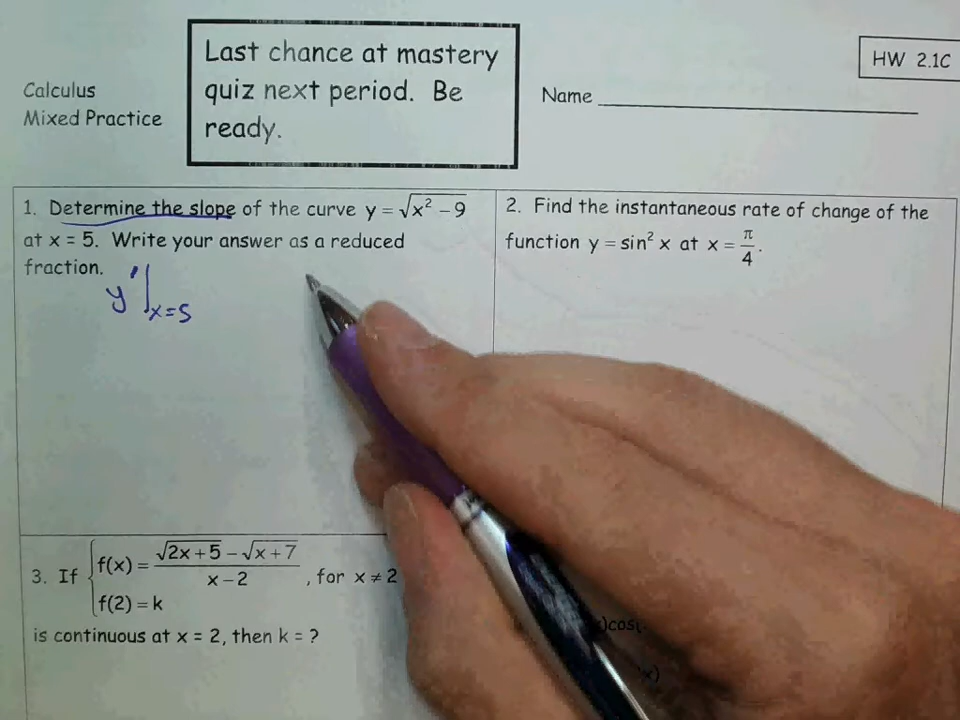 Last chance at mastery
quiz next period. Be
ready.
HW 2.1C
Calculus
Mixed Practice
Name
1. Determine the slope of the curve y = √x² − 9
at x = 5. Write your answer as a reduced
fraction.
y'|x=5
2. Find the instantaneous rate of change of the
function y = sin² x at x = π/4.
3. If { f(x) = (√2x + 5 − √x + 7)/(x − 2) , for x ≠ 2
f(2) = k
is continuous at x = 2, then k = ?
)cos(